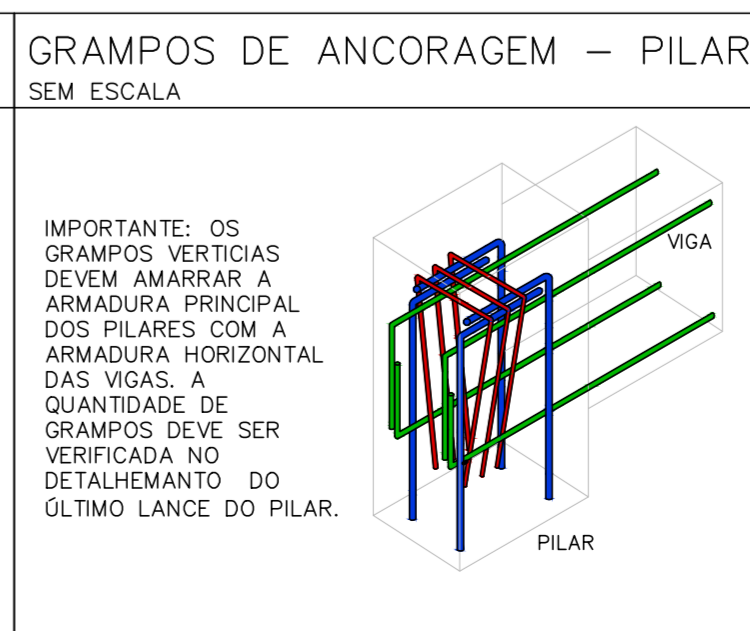 GRAMPOS DE ANCORAGEM – PILAR
SEM ESCALA
IMPORTANTE: OS
GRAMPOS VERTICIAS
DEVEM AMARRAR A
ARMADURA PRINCIPAL
DOS PILARES COM A
ARMADURA HORIZONTAL
DAS VIGAS. A
QUANTIDADE DE
GRAMPOS DEVE SER
VERIFICADA NO
DETALHEMANTO DO
ÚLTIMO LANCE DO PILAR.
VIGA
PILAR